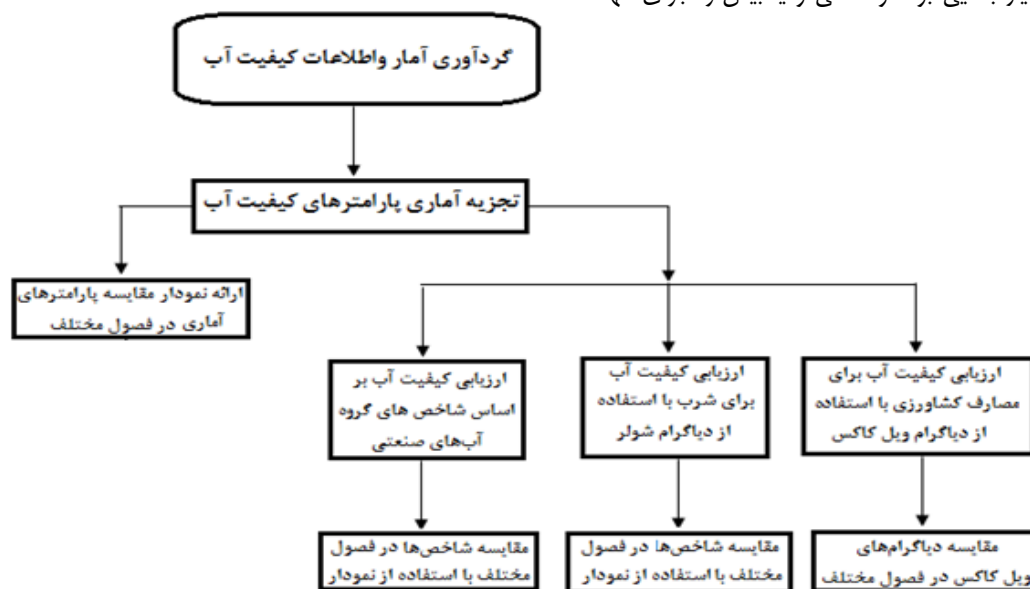 گردآوری آمار واطلاعات کیفیت آب
تجزیه آماری پارامترهای کیفیت آب
ارائه نمودار مقایسه پارامترهای
آماری در فصول مختلف
ارزیابی کیفیت آب بر
اساس شاخص های گروه
آب‌های صنعتی
ارزیابی کیفیت آب
برای شرب با استفاده
از دیاگرام شولر
ارزیابی کیفیت آب برای
مصارف کشاورزی با استفاده
از دیاگرام ویل کاکس
مقایسه شاخص‌ها در فصول
مختلف با استفاده از نمودار
مقایسه شاخص‌ها در فصول
مختلف با استفاده از نمودار
مقایسه دیاگرام‌های
ویل کاکس در فصول مختلف